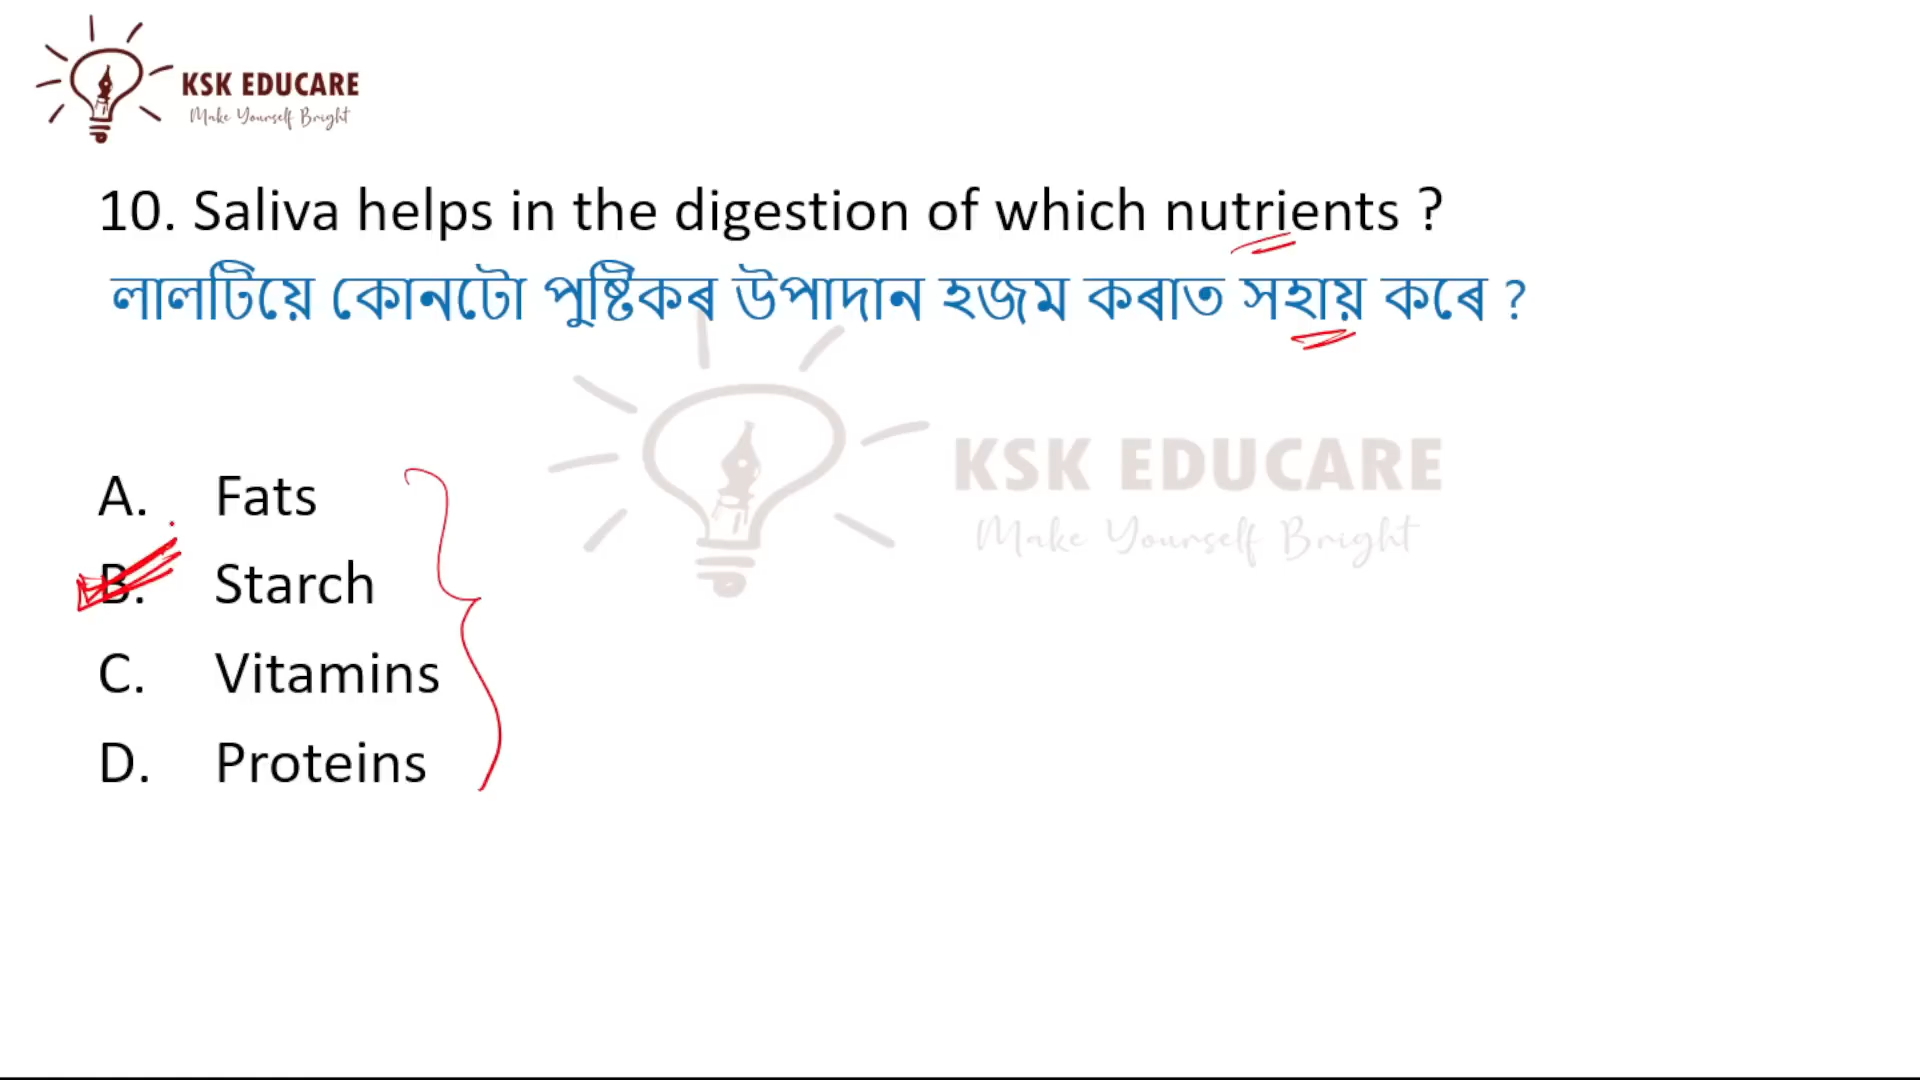 KSK EDUCARE
Make Yourself Bright
10. Saliva helps in the digestion of which nutrients ?
লালটিয়ে কোনটো পুষ্টিকৰ উপাদান হজম কৰাত সহায় কৰে ?
KSK EDUCARE
Make Yourself Bright
A. Fats
B. Starch
C. Vitamins
D. Proteins